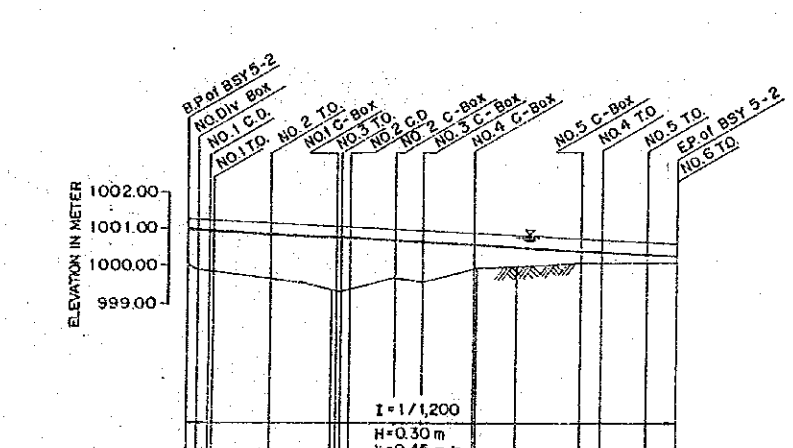 B.P.of BSY 5-2
NO.Div. Box
NO.1 C.D.
NO.1 T.O.
NO.2 T.O.
NO.1 C-Box
NO.3 T.O.
NO.2 C.D
NO.2 C-Box
NO.3 C-Box
NO.4 C-Box
NO.5 C-Box
NO.4 T.O
NO.5 T.O.
E.P.of BSY 5-2
NO.6 T.O.
ELEVATION IN METER
1002.00
1001.00
1000.00
999.00
I=1/1,200
H=0.30 m